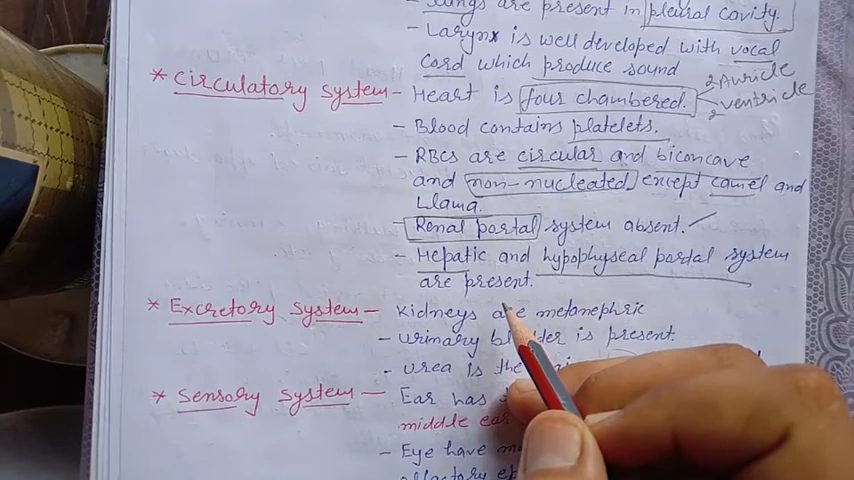 - Lungs are present in pleural cavity.
- Larynx is well developed with vocal
cord which produce sound
* Circulatory system - Heart is four chambered. 2 Auricle
2 ventricle
- Blood contains platelets.
- RBCs are circular and biconcave
and non-nucleated except camel and
Llama.
- Renal portal system absent.
- Hepatic and hypophyseal portal system
are present.
* Excretory system - Kidneys are metanephric
- Urinary bladder is present.
- Urea is the
* Sensory system - Ear has
middle ear
- Eye have
olfactory